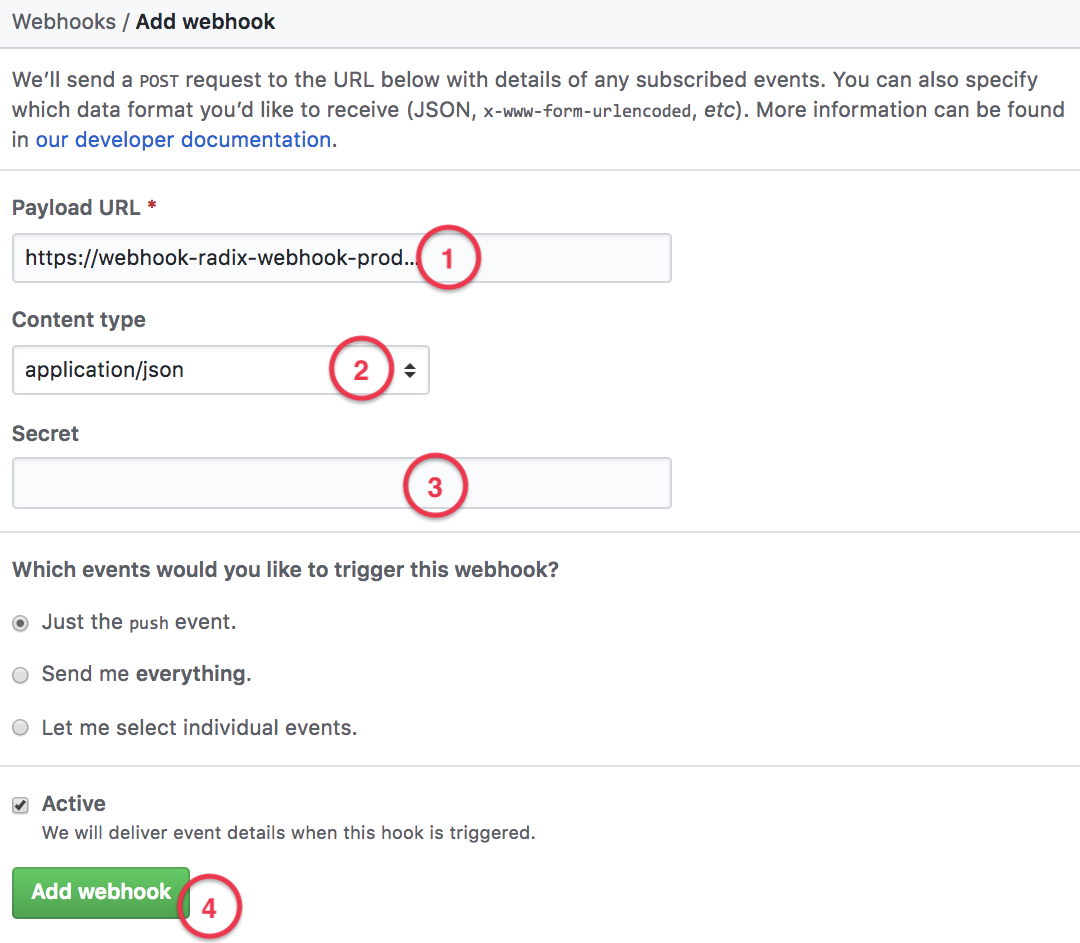 Webhooks / Add webhook
We’ll send a POST request to the URL below with details of any subscribed events. You can also specify
which data format you’d like to receive (JSON, x-www-form-urlencoded, etc). More information can be found
in our developer documentation.
Payload URL *
https://webhook-radix-webhook-prod... 1
Content type
application/json 2
Secret
3
Which events would you like to trigger this webhook?
Just the push event.
Send me everything.
Let me select individual events.
Active
We will deliver event details when this hook is triggered.
Add webhook 4